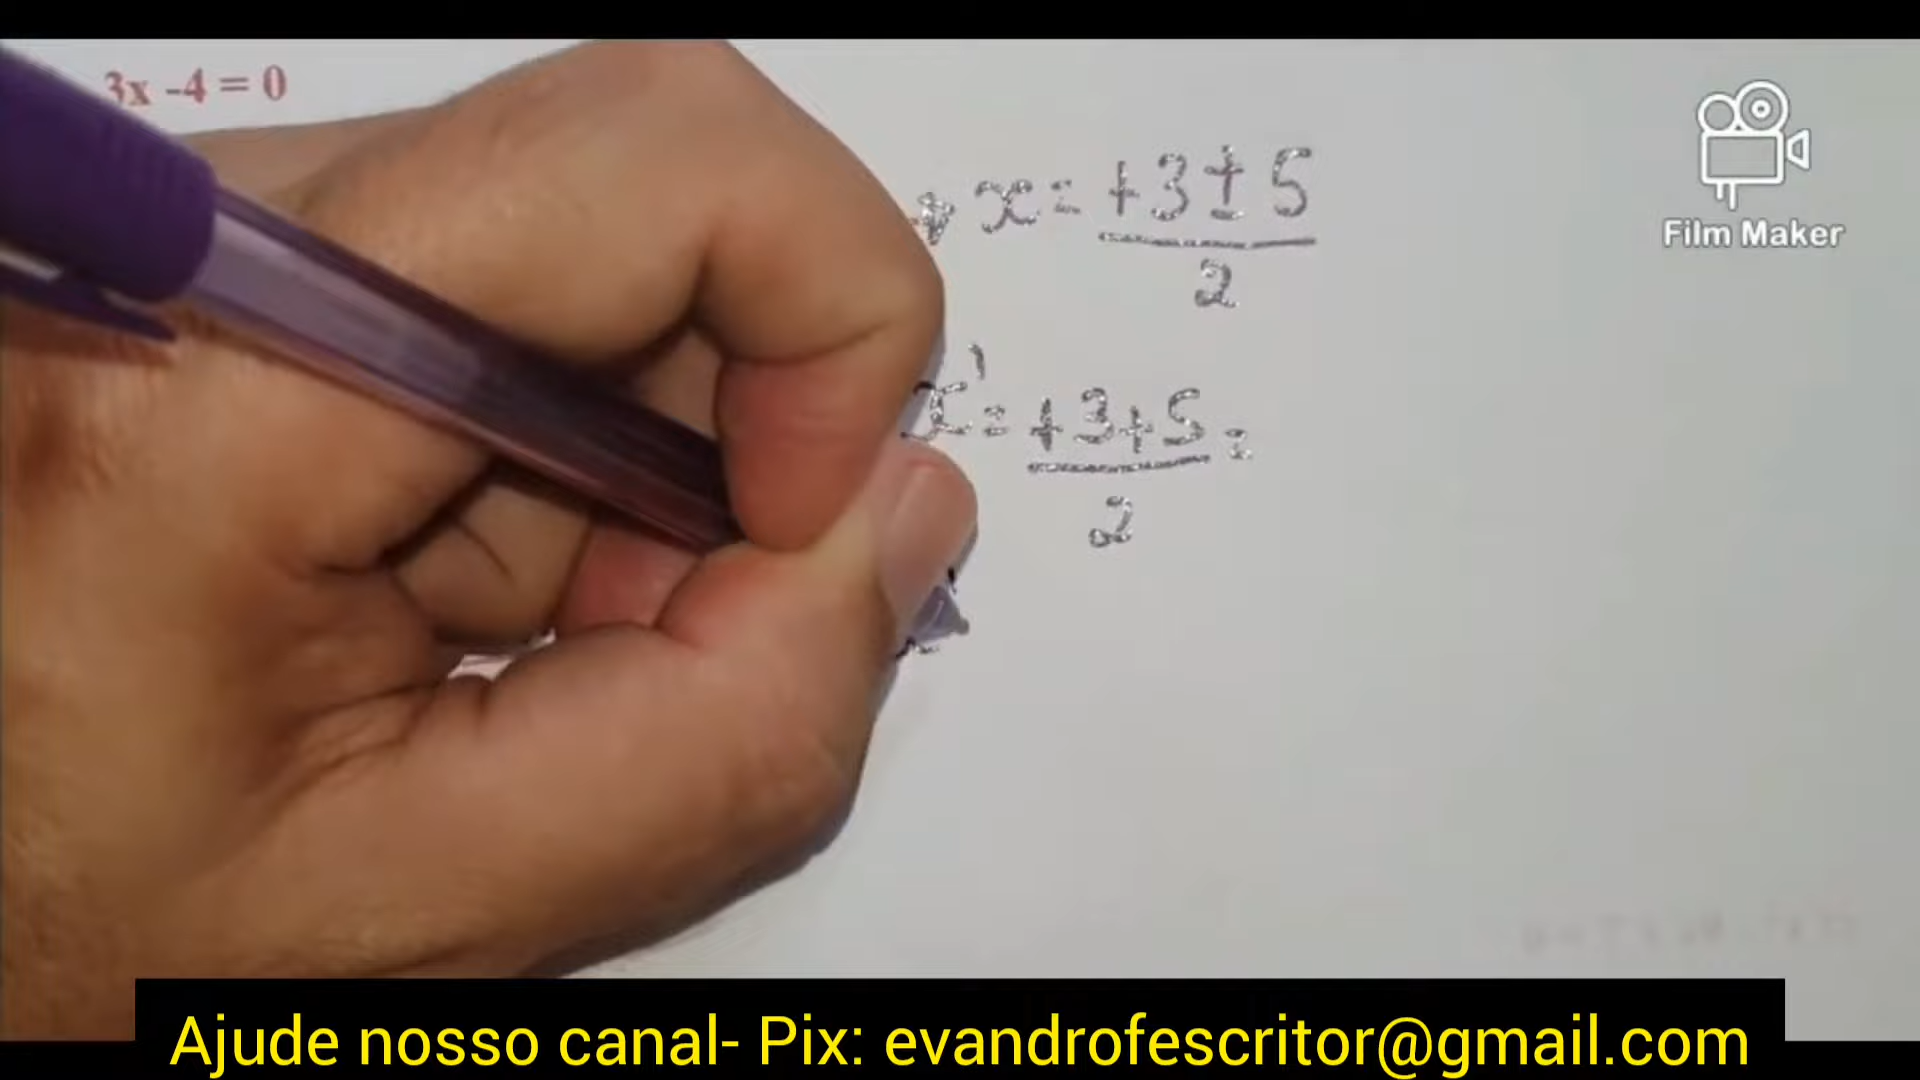 3x -4 = 0
x = +3 ± 5
2
x' = +3+5 =
2
Film Maker
Ajude nosso canal- Pix: evandrofescritor@gmail.com